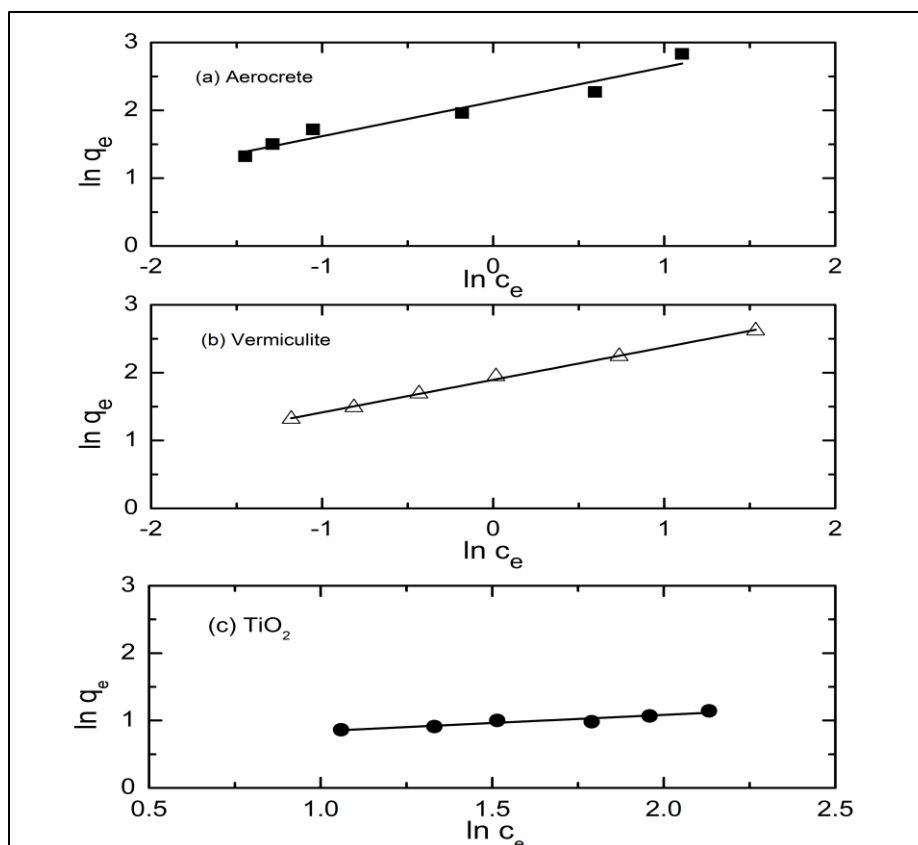 3
(a) Aerocrete
2
ln qe
1
0
-2 -1 0 1 2
ln ce
3
(b) Vermiculite
2
ln qe
1
0
-2 -1 0 1 2
ln ce
3
(c) TiO2
2
ln qe
1
0
0.5 1.0 1.5 2.0 2.5
ln ce